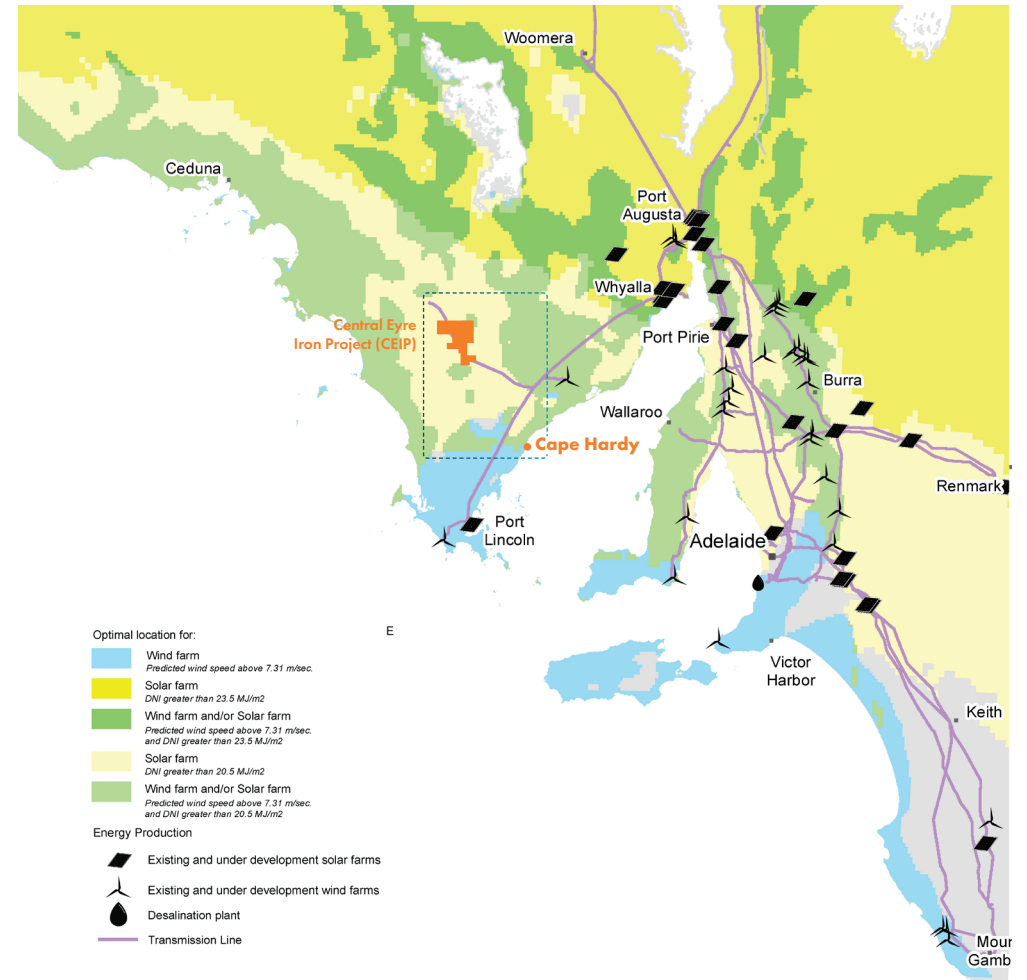 Woomera
Ceduna
Port
Augusta
Whyalla
Central Eyre
Iron Project (CEIP)
Port Pirie
Burra
Wallaroo
Cape Hardy
Renmark
Port
Lincoln
Adelaide
E
Victor
Harbor
Keith
Optimal location for:
Wind farm
Predicted wind speed above 7.31 m/sec.
Solar farm
DNI greater than 23.5 MJ/m2
Wind farm and/or Solar farm
Predicted wind speed above 7.31 m/sec.
and DNI greater than 23.5 MJ/m2
Solar farm
DNI greater than 20.5 MJ/m2
Wind farm and/or Solar farm
Predicted wind speed above 7.31 m/sec.
and DNI greater than 20.5 MJ/m2
Energy Production
Existing and under development solar farms
Existing and under development wind farms
Desalination plant
Transmission Line
Moun
Gamb